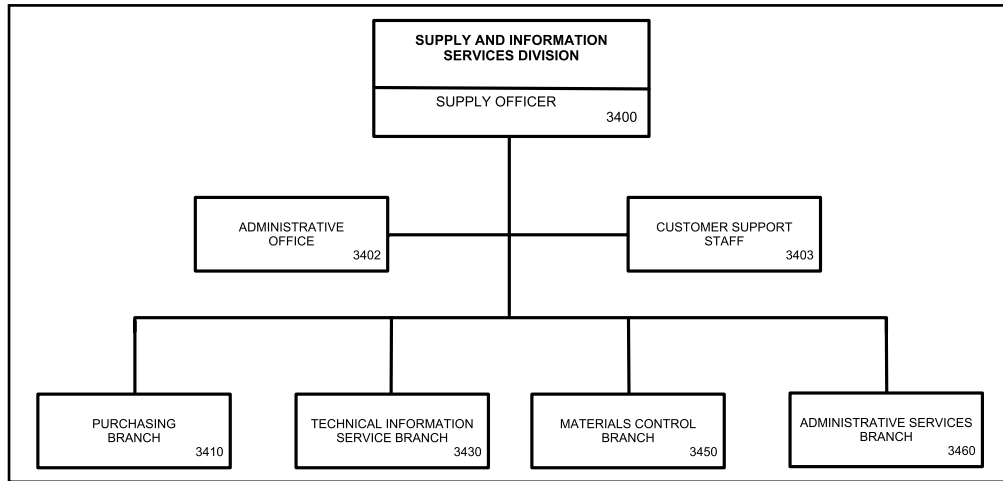 SUPPLY AND INFORMATION
SERVICES DIVISION
SUPPLY OFFICER
3400
ADMINISTRATIVE
OFFICE
3402
CUSTOMER SUPPORT
STAFF
3403
PURCHASING
BRANCH
3410
TECHNICAL INFORMATION
SERVICE BRANCH
3430
MATERIALS CONTROL
BRANCH
3450
ADMINISTRATIVE SERVICES
BRANCH
3460